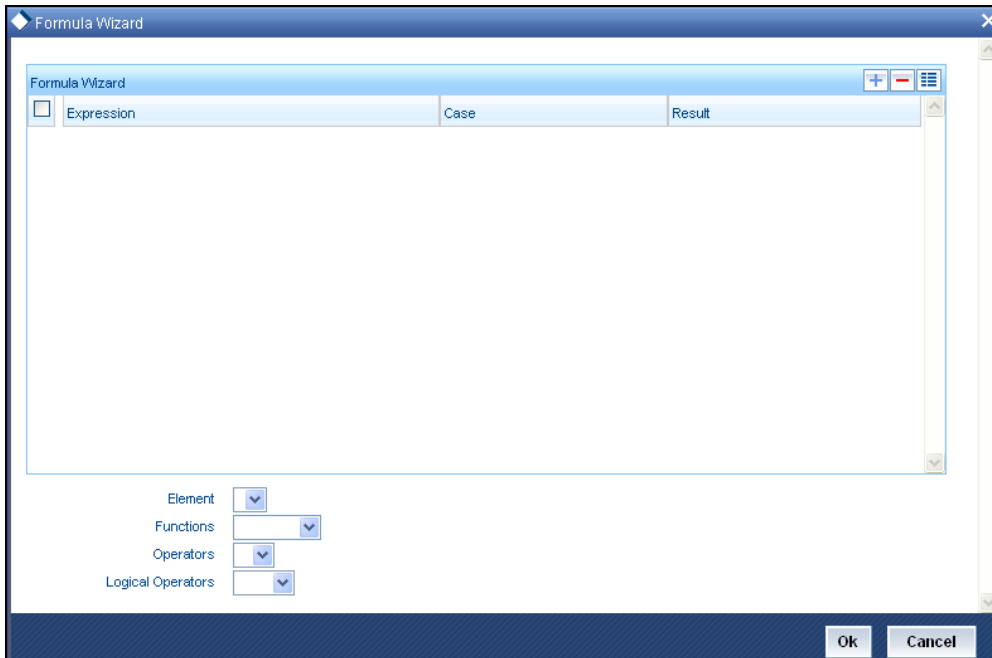 Formula Wizard
Formula Wizard
Expression Case Result
Element
Functions
Operators
Logical Operators
Ok Cancel